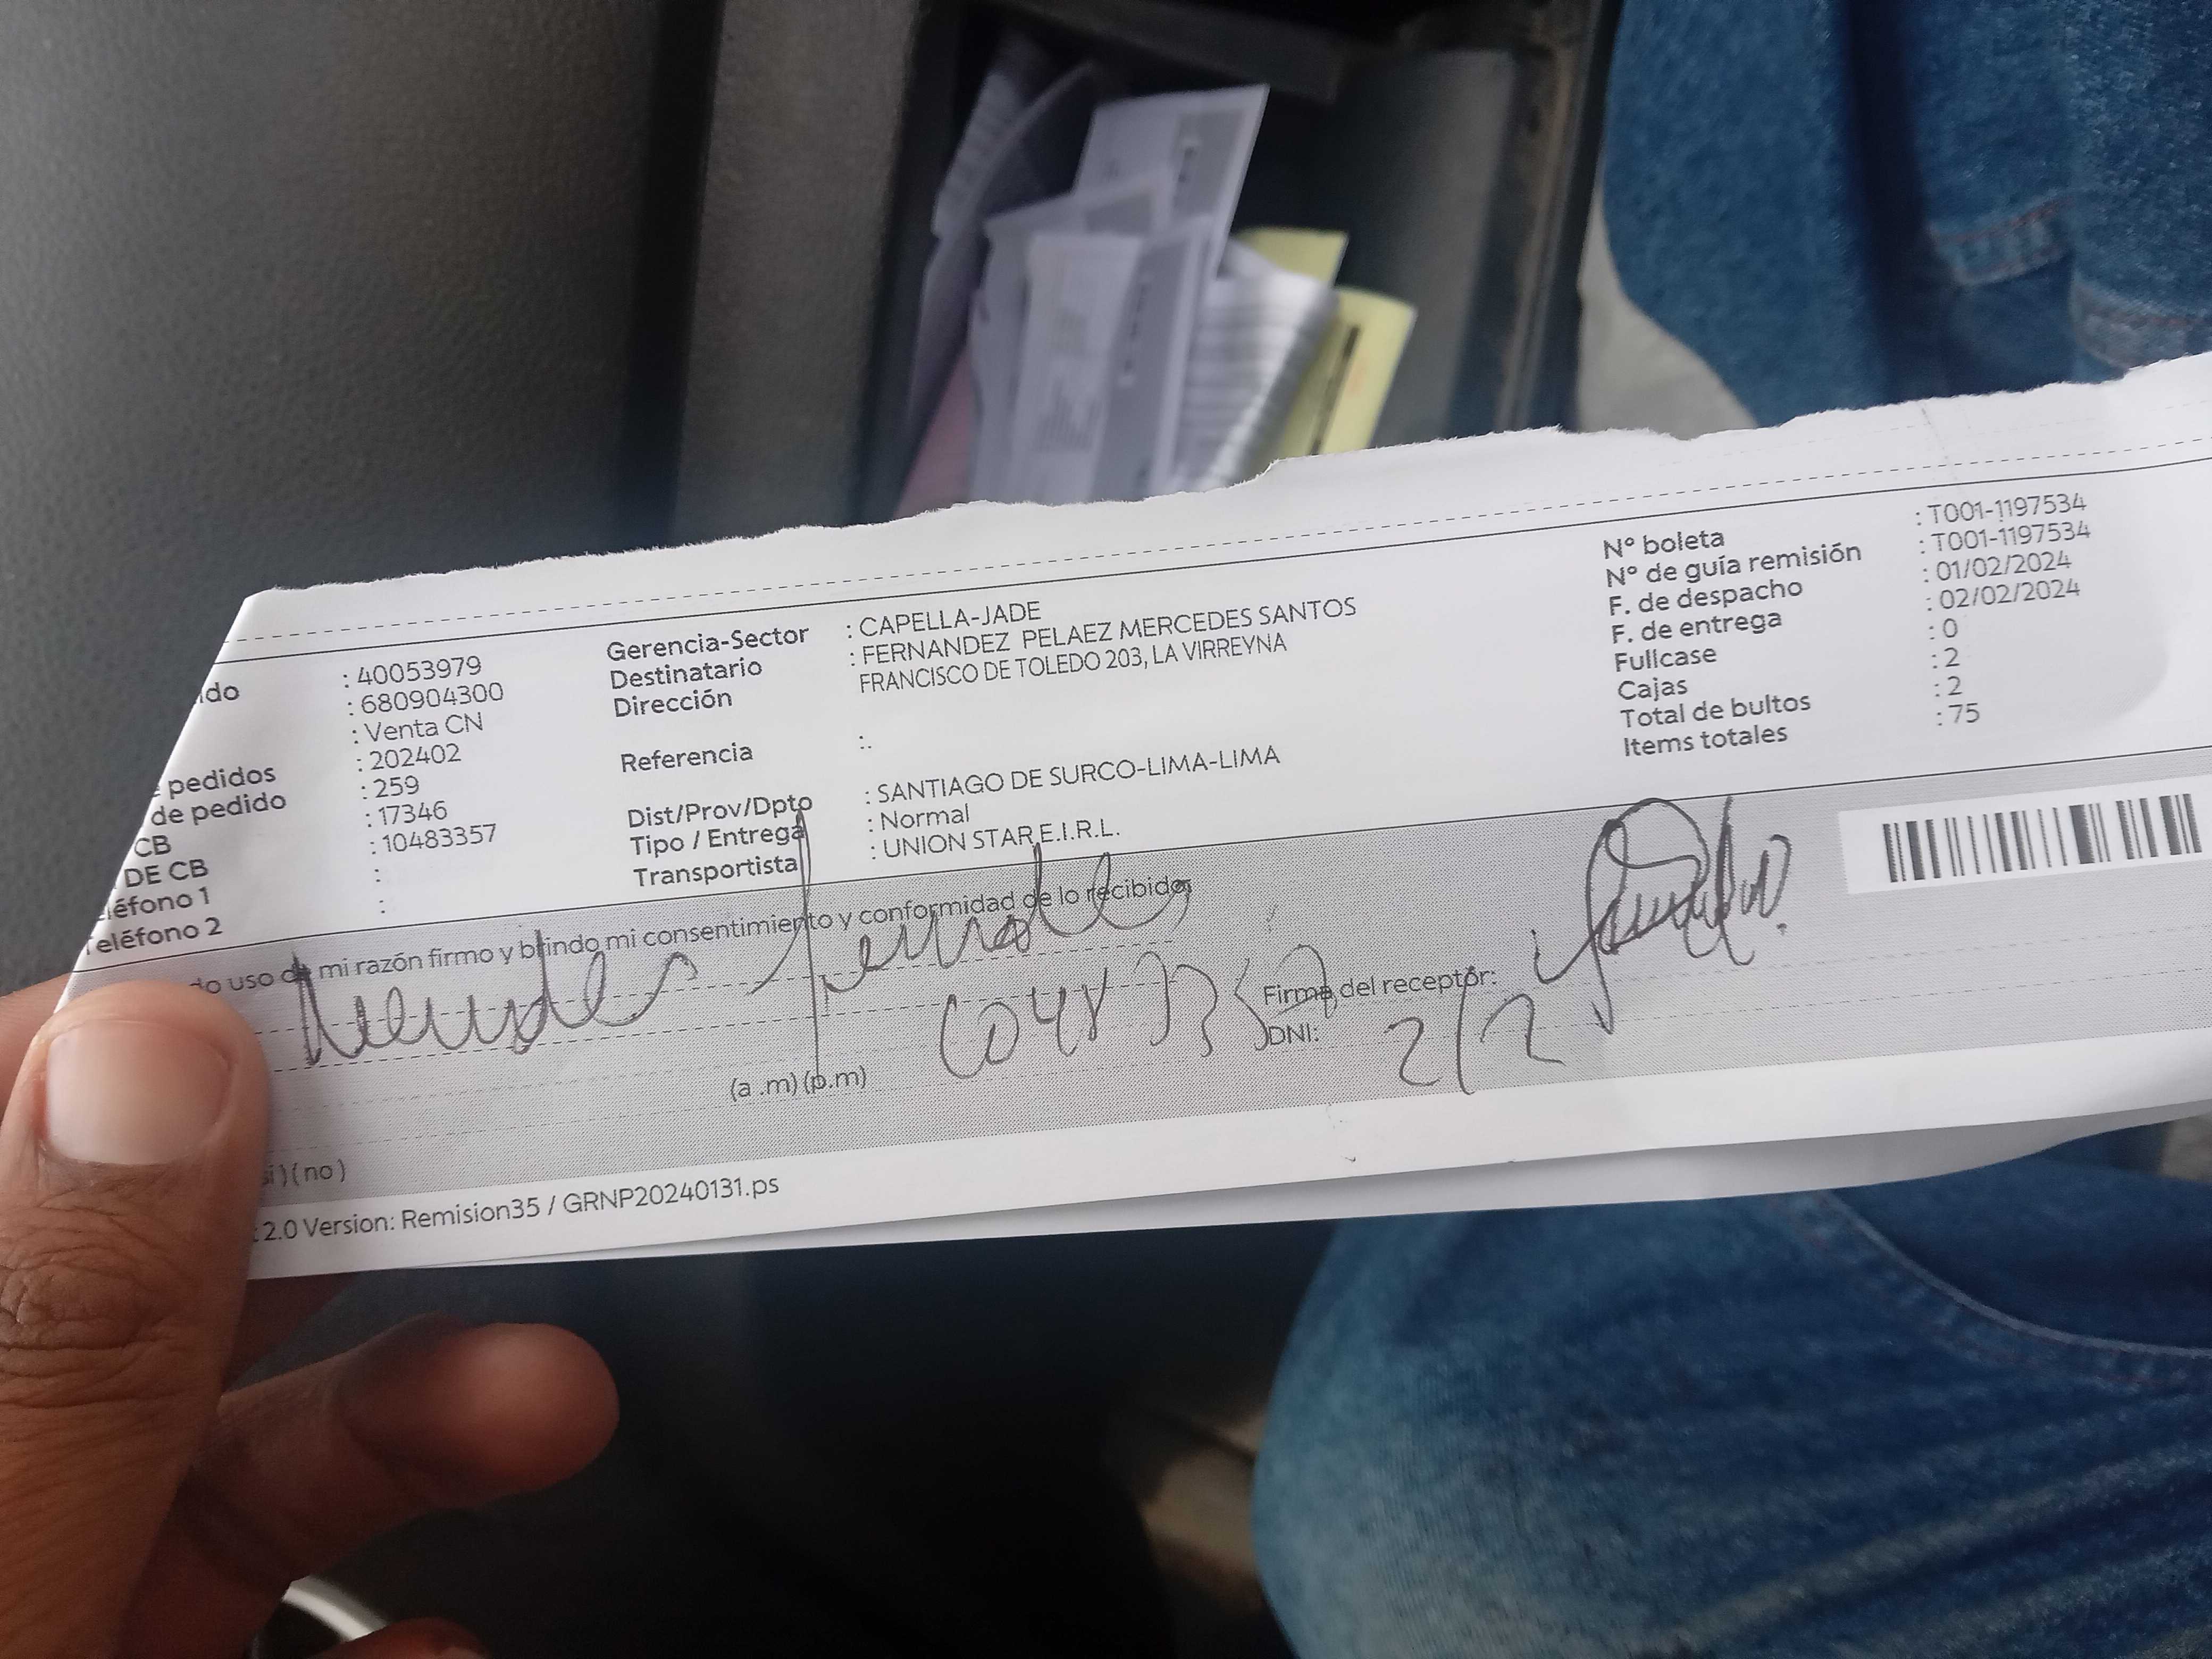 : 40053979
: 680904300
: Venta CN
pedidos : 202402
de pedido : 259
CB : 17346
DE CB : 10483357
léfono 1 :
Teléfono 2 :
Gerencia-Sector : CAPELLA-JADE
Destinatario : FERNANDEZ PELAEZ MERCEDES SANTOS
Dirección FRANCISCO DE TOLEDO 203, LA VIRREYNA
Referencia :.
Dist/Prov/Dpto : SANTIAGO DE SURCO-LIMA-LIMA
Tipo / Entrega : Normal
Transportista : UNION STAR E.I.R.L.
N° boleta : T001-1197534
N° de guía remisión : T001-1197534
F. de despacho : 01/02/2024
F. de entrega : 02/02/2024
Fullcase : 0
Cajas : 2
Total de bultos : 2
Items totales : 75
do uso de mi razón firmo y brindo mi consentimiento y conformidad de lo recibido,
Firma del receptor:
DNI: 2/2
(a .m) (p.m)
si ) ( no )
2.0 Version: Remision35 / GRNP20240131.ps